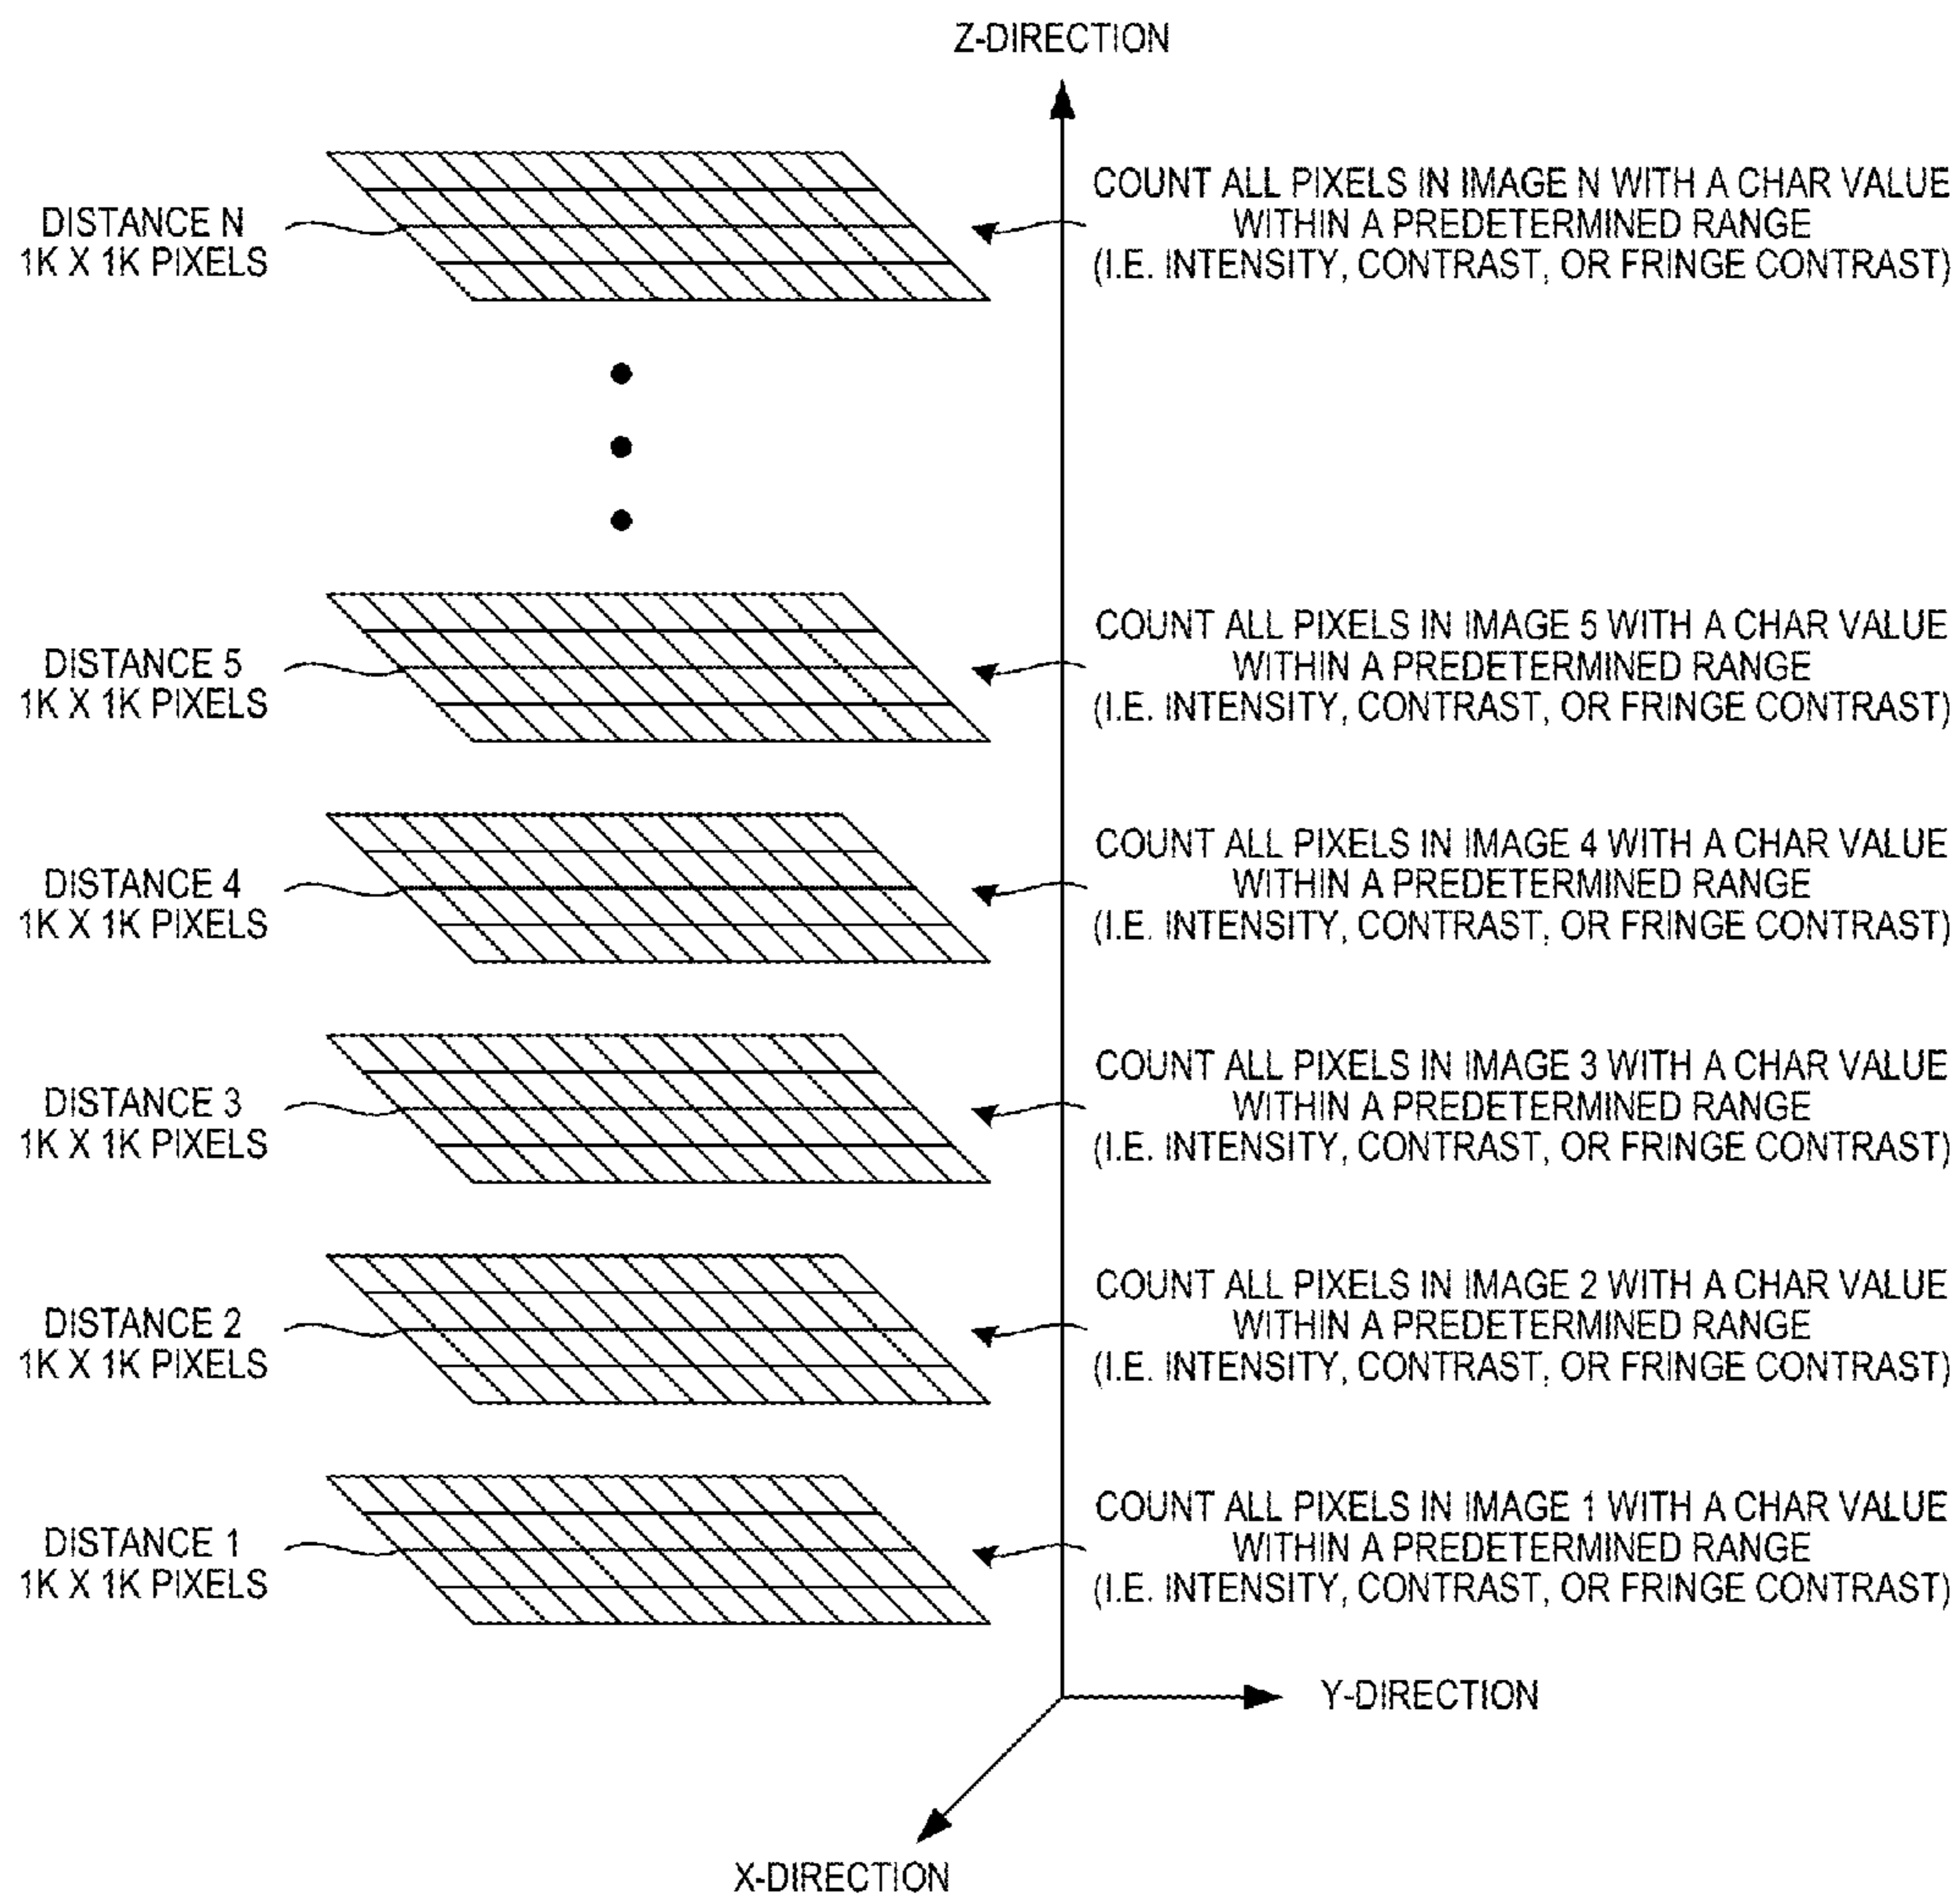 Z-DIRECTION
DISTANCE N
1K X 1K PIXELS
COUNT ALL PIXELS IN IMAGE N WITH A CHAR VALUE
WITHIN A PREDETERMINED RANGE
(I.E. INTENSITY, CONTRAST, OR FRINGE CONTRAST)
DISTANCE 5
1K X 1K PIXELS
COUNT ALL PIXELS IN IMAGE 5 WITH A CHAR VALUE
WITHIN A PREDETERMINED RANGE
(I.E. INTENSITY, CONTRAST, OR FRINGE CONTRAST)
DISTANCE 4
1K X 1K PIXELS
COUNT ALL PIXELS IN IMAGE 4 WITH A CHAR VALUE
WITHIN A PREDETERMINED RANGE
(I.E. INTENSITY, CONTRAST, OR FRINGE CONTRAST)
DISTANCE 3
1K X 1K PIXELS
COUNT ALL PIXELS IN IMAGE 3 WITH A CHAR VALUE
WITHIN A PREDETERMINED RANGE
(I.E. INTENSITY, CONTRAST, OR FRINGE CONTRAST)
DISTANCE 2
1K X 1K PIXELS
COUNT ALL PIXELS IN IMAGE 2 WITH A CHAR VALUE
WITHIN A PREDETERMINED RANGE
(I.E. INTENSITY, CONTRAST, OR FRINGE CONTRAST)
DISTANCE 1
1K X 1K PIXELS
COUNT ALL PIXELS IN IMAGE 1 WITH A CHAR VALUE
WITHIN A PREDETERMINED RANGE
(I.E. INTENSITY, CONTRAST, OR FRINGE CONTRAST)
Y-DIRECTION
X-DIRECTION